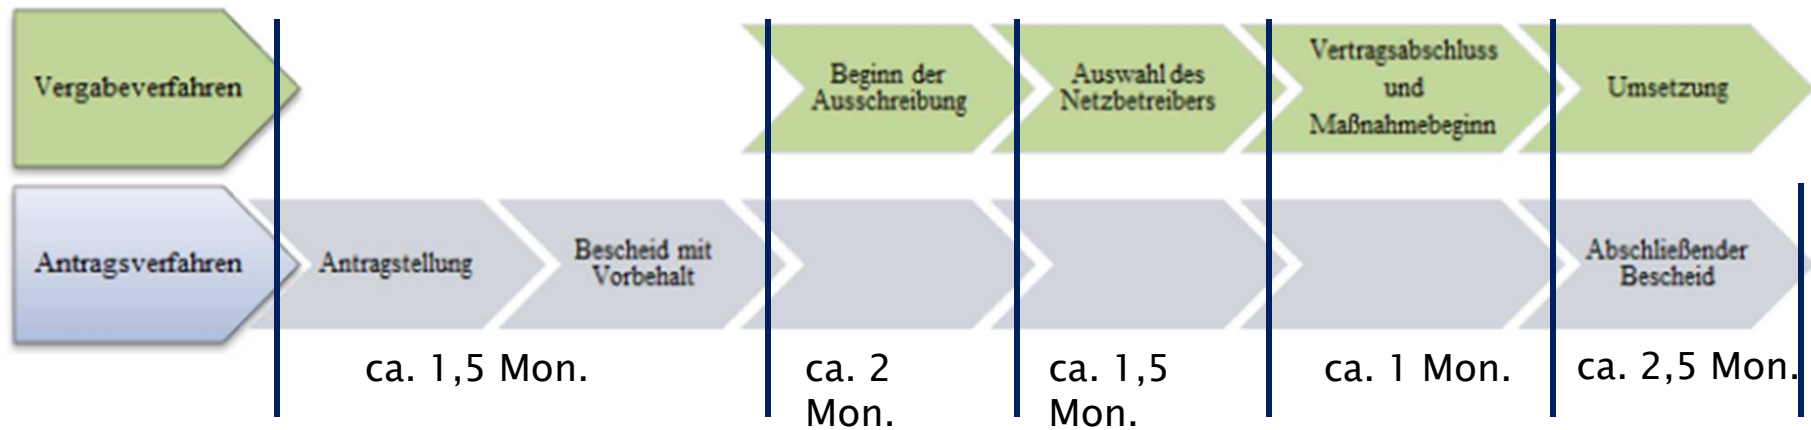 Vergabeverfahren
Beginn der
Ausschreibung
Auswahl des
Netzbetreibers
Vertragsabschluss
und
Maßnahmebeginn
Umsetzung
Antragsverfahren
Antragstellung
Bescheid mit
Vorbehalt
Abschließender
Bescheid
ca. 1,5 Mon.
ca. 2
Mon.
ca. 1,5
Mon.
ca. 1 Mon.
ca. 2,5 Mon.